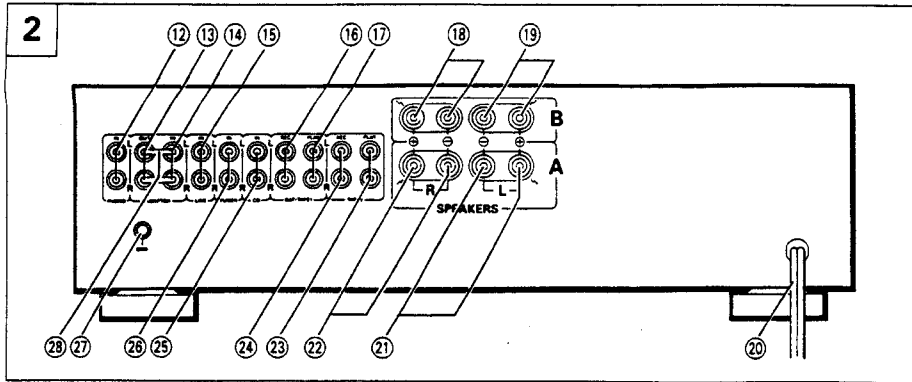 2
⑫ ⑬ ⑭ ⑮ ⑯ ⑰ ⑱ ⑲
B
L L L L
R R R R
⊕ ⊖ ⊖ ⊕
A
R L
SPEAKERS
㉘ ㉗ ㉖ ㉕ ㉔ ㉓ ㉒ ㉑ ⑳